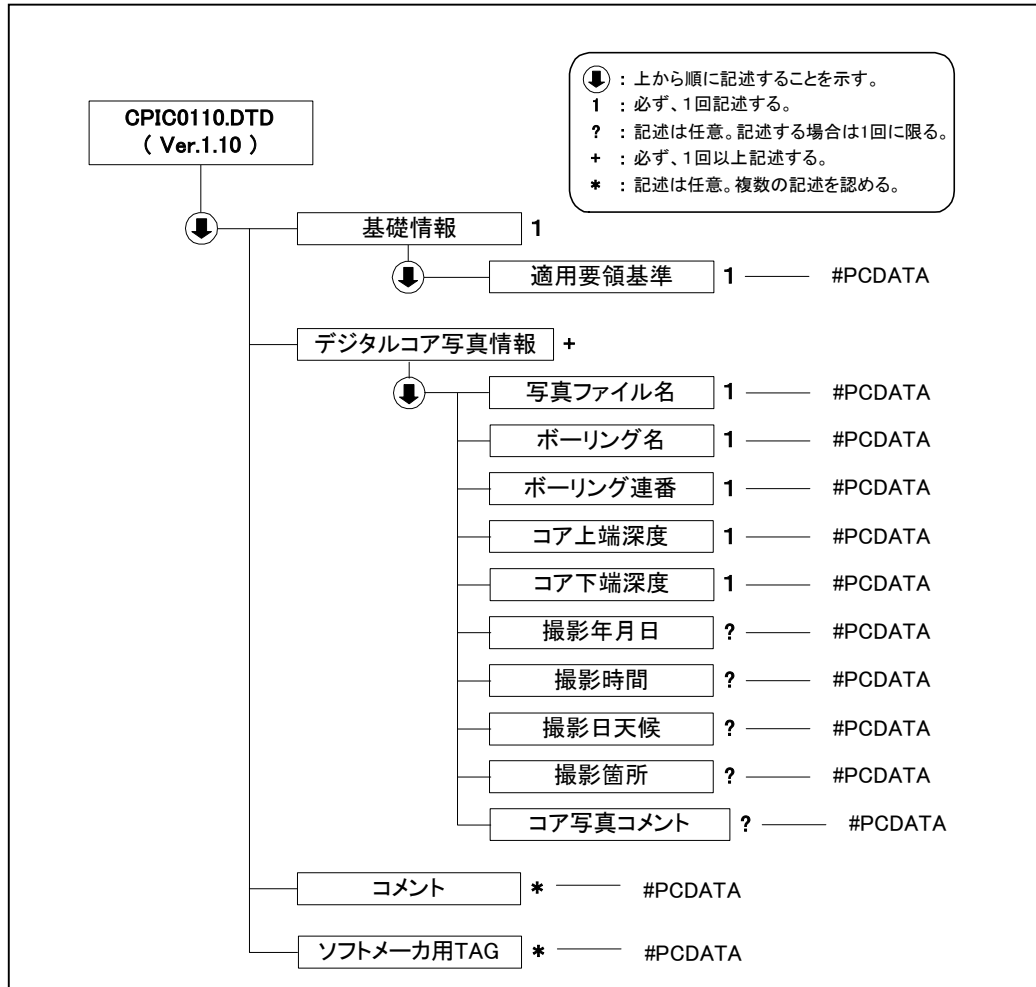 CPIC0110.DTD
( Ver.1.10 )
: 上から順に記述することを示す。
1 : 必ず、1回記述する。
? : 記述は任意。記述する場合は1回に限る。
+ : 必ず、1回以上記述する。
* : 記述は任意。複数の記述を認める。
基礎情報 1
適用要領基準 1 #PCDATA
デジタルコア写真情報 +
写真ファイル名 1 #PCDATA
ボーリング名 1 #PCDATA
ボーリング連番 1 #PCDATA
コア上端深度 1 #PCDATA
コア下端深度 1 #PCDATA
撮影年月日 ? #PCDATA
撮影時間 ? #PCDATA
撮影日天候 ? #PCDATA
撮影箇所 ? #PCDATA
コア写真コメント ? #PCDATA
コメント * #PCDATA
ソフトメーカ用TAG * #PCDATA